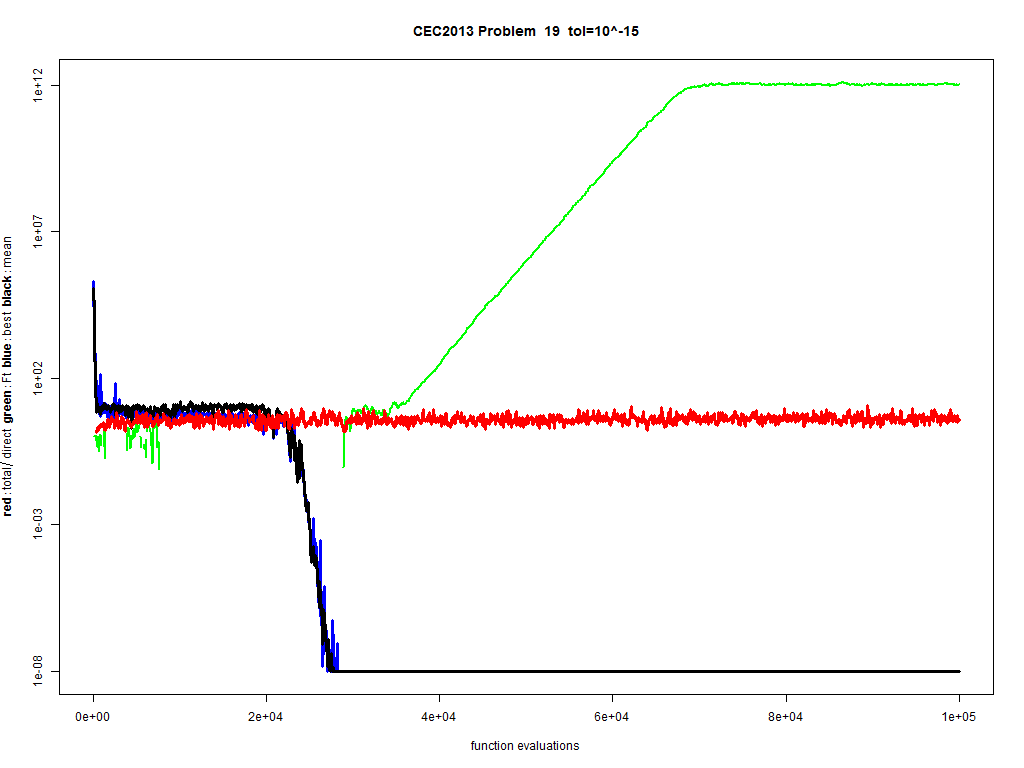 CEC2013 Problem  19  tol=10^-15
red : total/ direct  green : Ft  blue : best  black : mean
1e+12
1e+07
1e+02
1e-03
1e-08
0e+00
2e+04
4e+04
6e+04
8e+04
1e+05
function evaluations